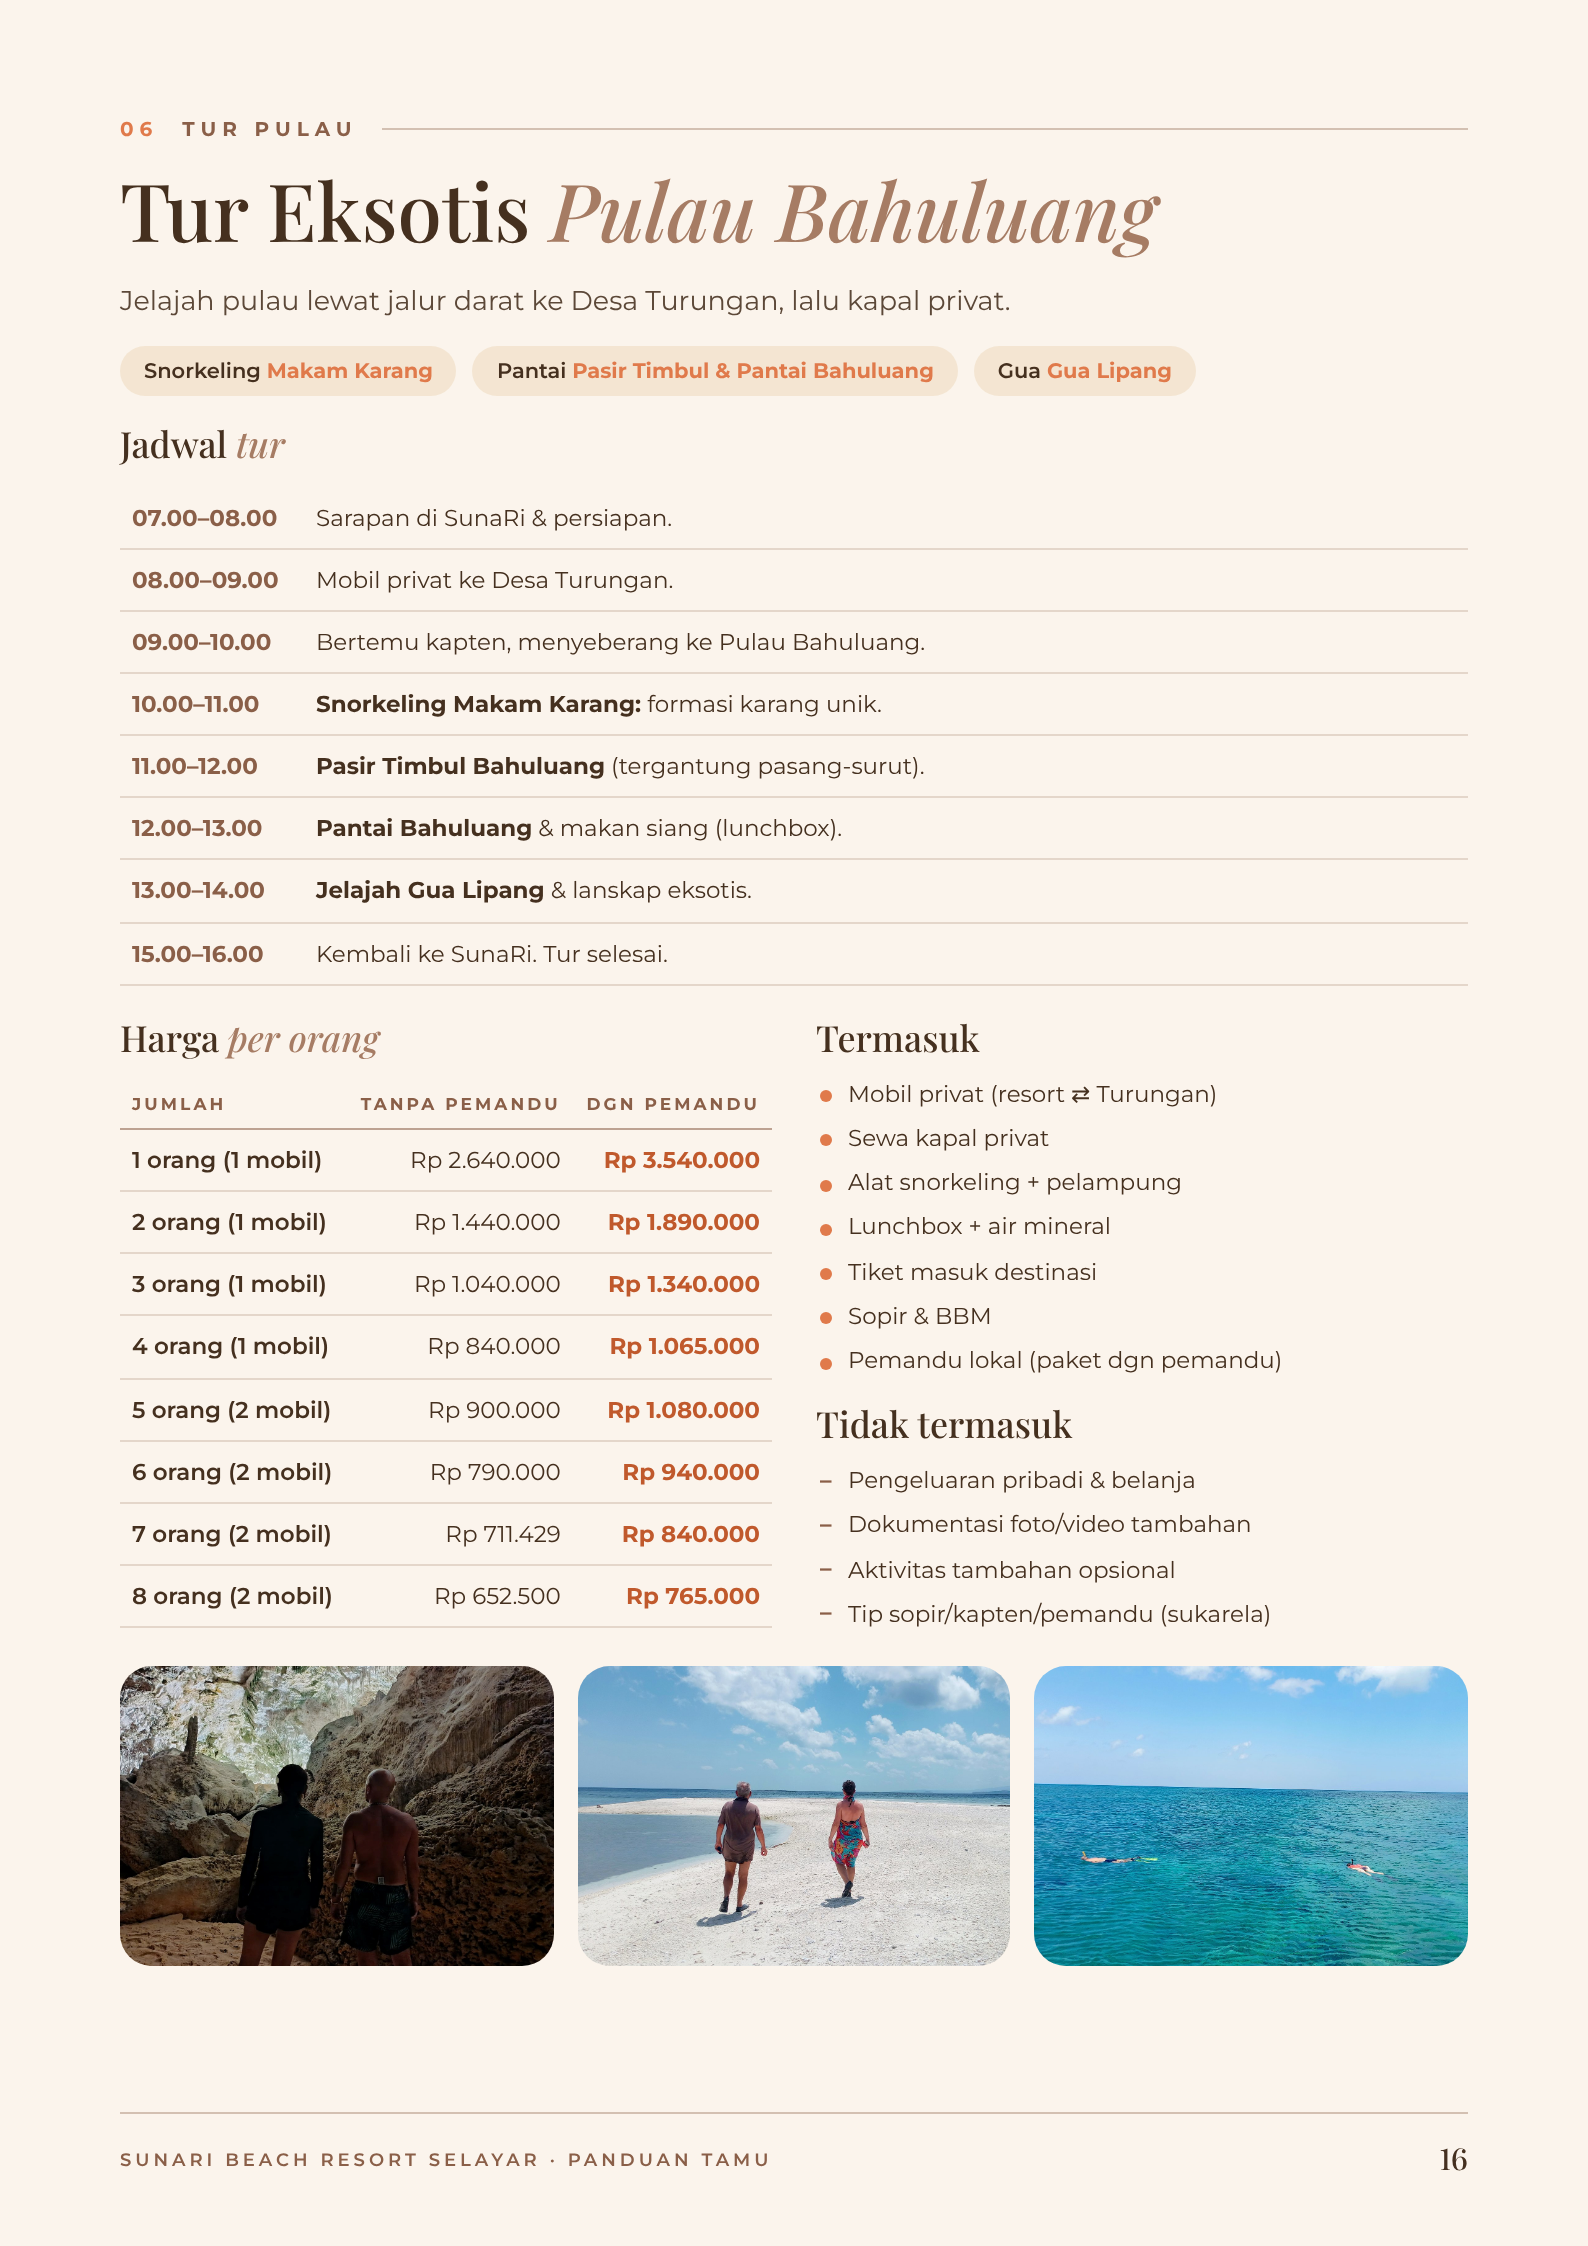 06 TUR PULAU
Tur Eksotis Pulau Bahuluang
Jelajah pulau lewat jalur darat ke Desa Turungan, lalu kapal privat.
Snorkeling Makam Karang Pantai Pasir Timbul & Pantai Bahuluang Gua Gua Lipang
Jadwal tur
07.00–08.00 Sarapan di SunaRi & persiapan.
08.00–09.00 Mobil privat ke Desa Turungan.
09.00–10.00 Bertemu kapten, menyeberang ke Pulau Bahuluang.
10.00–11.00 Snorkeling Makam Karang: formasi karang unik.
11.00–12.00 Pasir Timbul Bahuluang (tergantung pasang-surut).
12.00–13.00 Pantai Bahuluang & makan siang (lunchbox).
13.00–14.00 Jelajah Gua Lipang & lanskap eksotis.
15.00–16.00 Kembali ke SunaRi. Tur selesai.
Harga per orang
JUMLAH TANPA PEMANDU DGN PEMANDU
1 orang (1 mobil) Rp 2.640.000 Rp 3.540.000
2 orang (1 mobil) Rp 1.440.000 Rp 1.890.000
3 orang (1 mobil) Rp 1.040.000 Rp 1.340.000
4 orang (1 mobil) Rp 840.000 Rp 1.065.000
5 orang (2 mobil) Rp 900.000 Rp 1.080.000
6 orang (2 mobil) Rp 790.000 Rp 940.000
7 orang (2 mobil) Rp 711.429 Rp 840.000
8 orang (2 mobil) Rp 652.500 Rp 765.000
Termasuk
Mobil privat (resort ⇄ Turungan)
Sewa kapal privat
Alat snorkeling + pelampung
Lunchbox + air mineral
Tiket masuk destinasi
Sopir & BBM
Pemandu lokal (paket dgn pemandu)
Tidak termasuk
– Pengeluaran pribadi & belanja
– Dokumentasi foto/video tambahan
– Aktivitas tambahan opsional
– Tip sopir/kapten/pemandu (sukarela)
SUNARI BEACH RESORT SELAYAR · PANDUAN TAMU 16